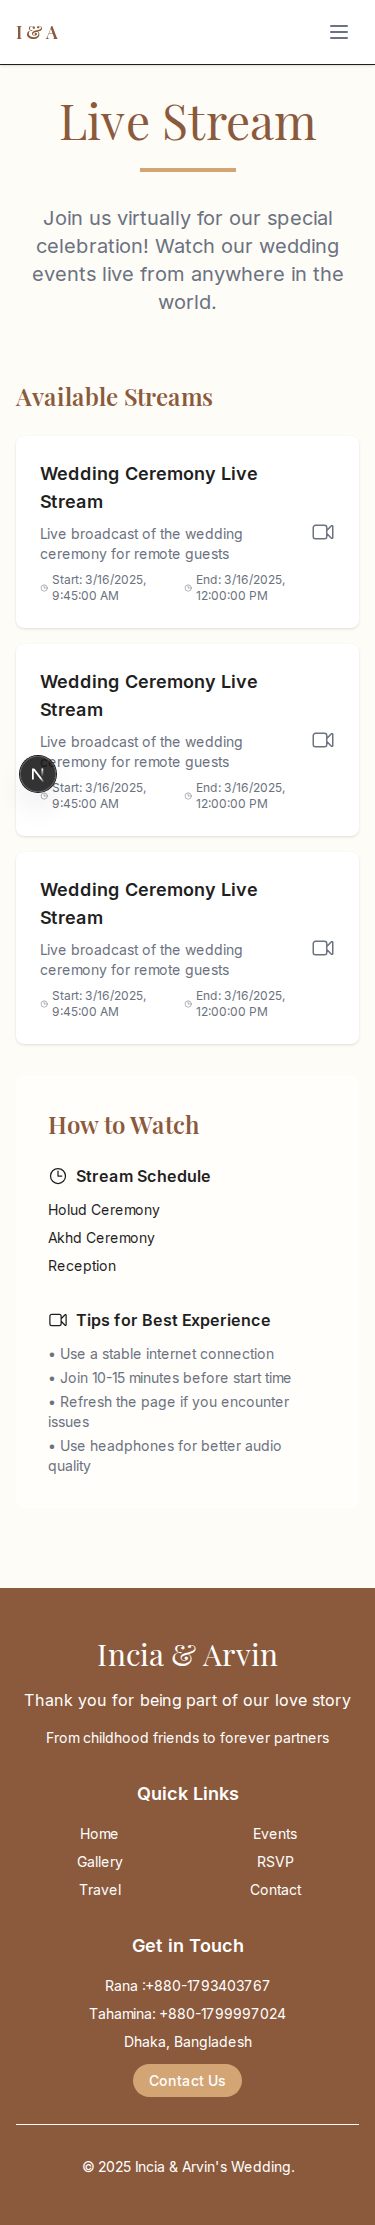 I & A
Live Stream
Join us virtually for our special
celebration! Watch our wedding
events live from anywhere in the
world.
Available Streams
Wedding Ceremony Live
Stream
Live broadcast of the wedding
ceremony for remote guests
Start: 3/16/2025,
9:45:00 AM
End: 3/16/2025,
12:00:00 PM
Wedding Ceremony Live
Stream
Live broadcast of the wedding
ceremony for remote guests
N
Start: 3/16/2025,
9:45:00 AM
End: 3/16/2025,
12:00:00 PM
Wedding Ceremony Live
Stream
Live broadcast of the wedding
ceremony for remote guests
Start: 3/16/2025,
9:45:00 AM
End: 3/16/2025,
12:00:00 PM
How to Watch
Stream Schedule
Holud Ceremony
Akhd Ceremony
Reception
Tips for Best Experience
• Use a stable internet connection
• Join 10-15 minutes before start time
• Refresh the page if you encounter
issues
• Use headphones for better audio
quality
Incia & Arvin
Thank you for being part of our love story
From childhood friends to forever partners
Quick Links
Home
Events
Gallery
RSVP
Travel
Contact
Get in Touch
Rana :+880-1793403767
Tahamina: +880-1799997024
Dhaka, Bangladesh
Contact Us
© 2025 Incia & Arvin's Wedding.